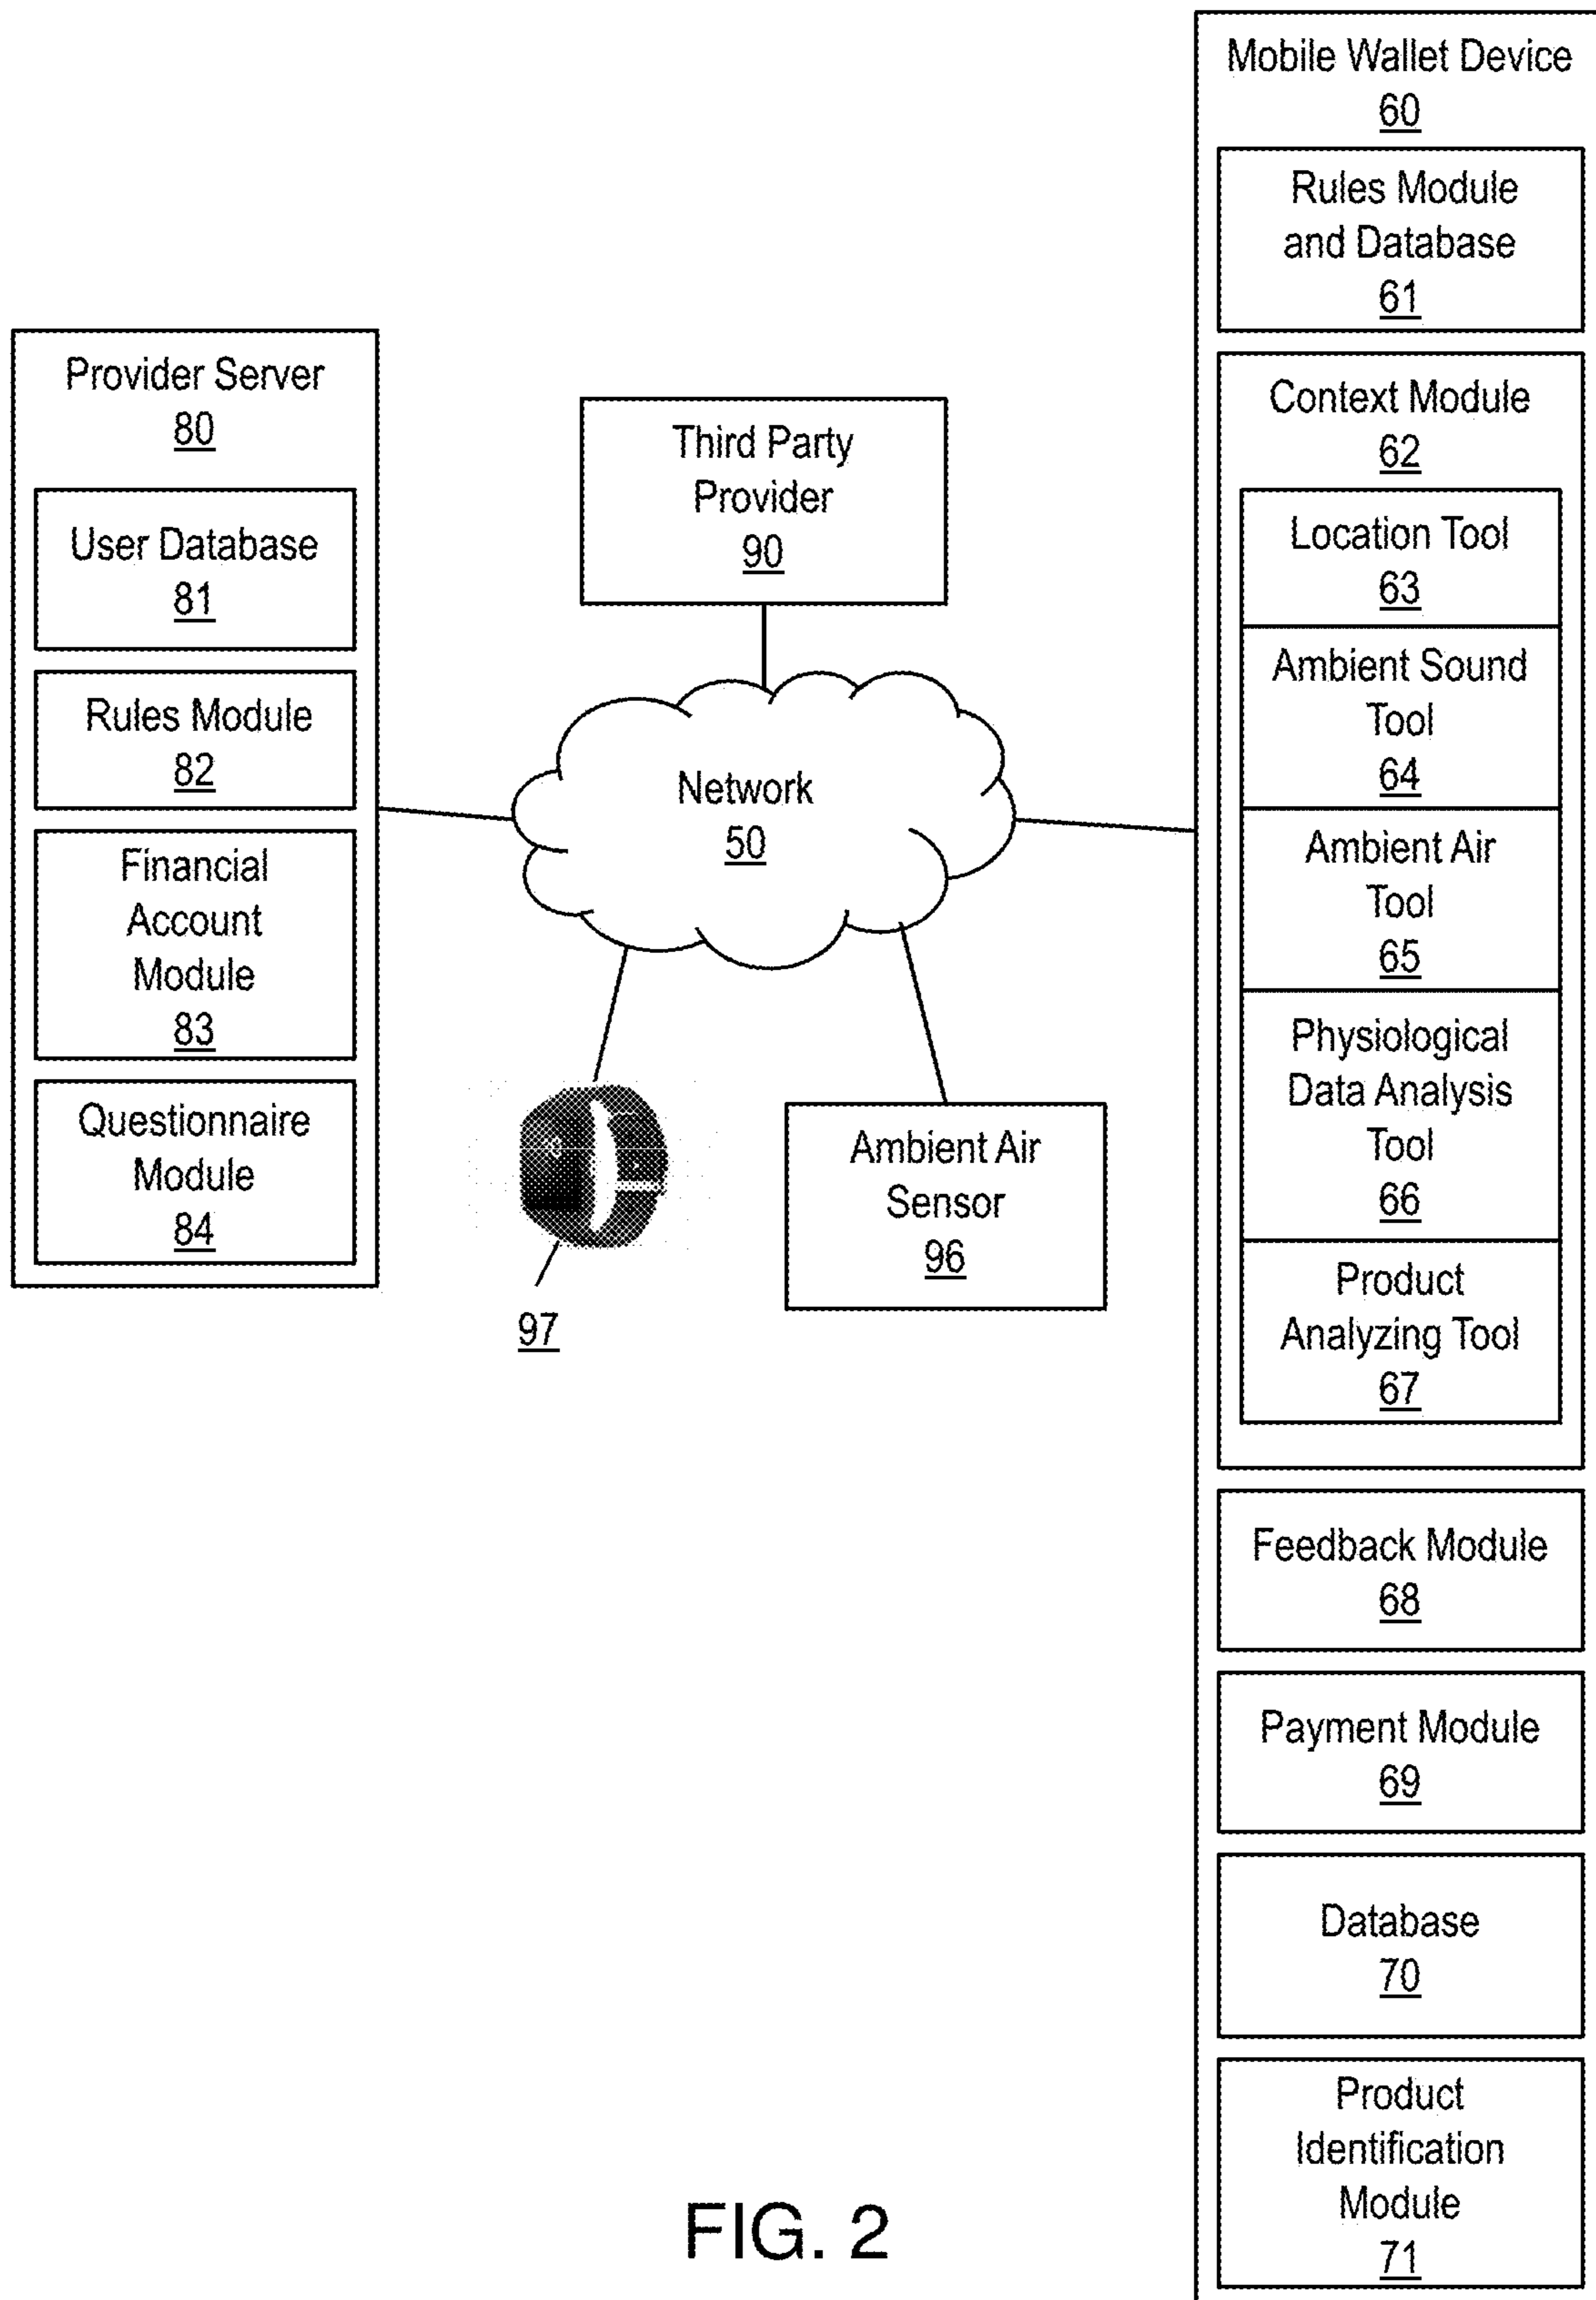 Provider Server
80
User Database
81
Rules Module
82
Financial
Account
Module
83
Questionnaire
Module
84
Third Party
Provider
90
Network
50
97
Ambient Air
Sensor
96
Mobile Wallet Device
60
Rules Module
and Database
61
Context Module
62
Location Tool
63
Ambient Sound
Tool
64
Ambient Air
Tool
65
Physiological
Data Analysis
Tool
66
Product
Analyzing Tool
67
Feedback Module
68
Payment Module
69
Database
70
Product
Identification
Module
71
FIG. 2